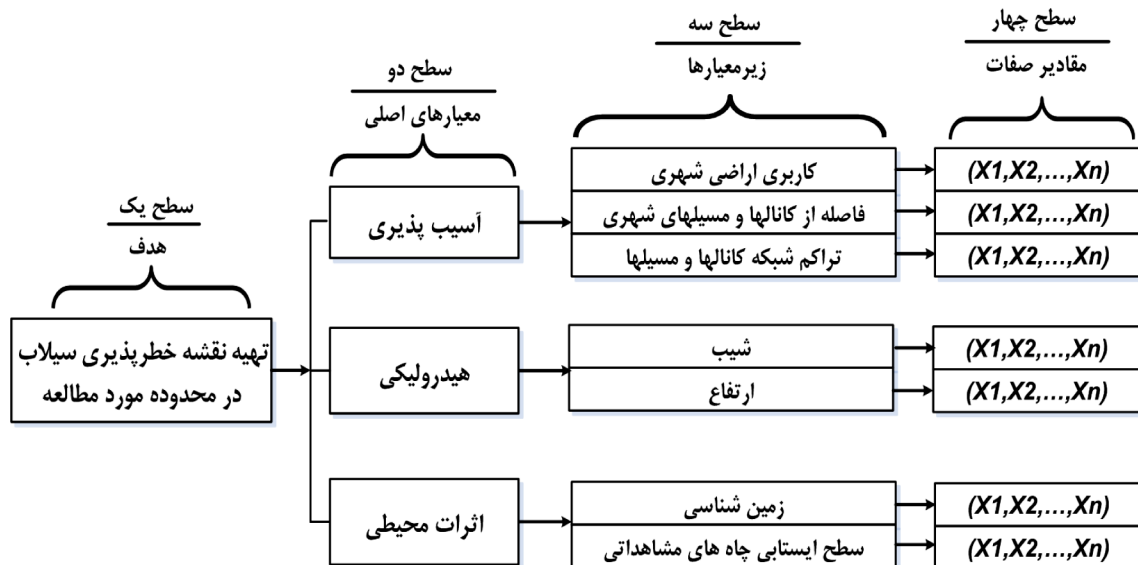 سطح یک
هدف
تهیه نقشه خطرپذیری سیلاب
در محدوده مورد مطالعه
سطح دو
معیارهای اصلی
آسیب پذیری
هیدرولیکی
اثرات محیطی
سطح سه
زیرمعیارها
کاربری اراضی شهری
فاصله از کانالها و مسیلهای شهری
تراکم شبکه کانالها و مسیلها
شیب
ارتفاع
زمین شناسی
سطح ایستابی چاه های مشاهداتی
سطح چهار
مقادیر صفات
(X1,X2,...,Xn)
(X1,X2,...,Xn)
(X1,X2,...,Xn)
(X1,X2,...,Xn)
(X1,X2,...,Xn)
(X1,X2,...,Xn)
(X1,X2,...,Xn)